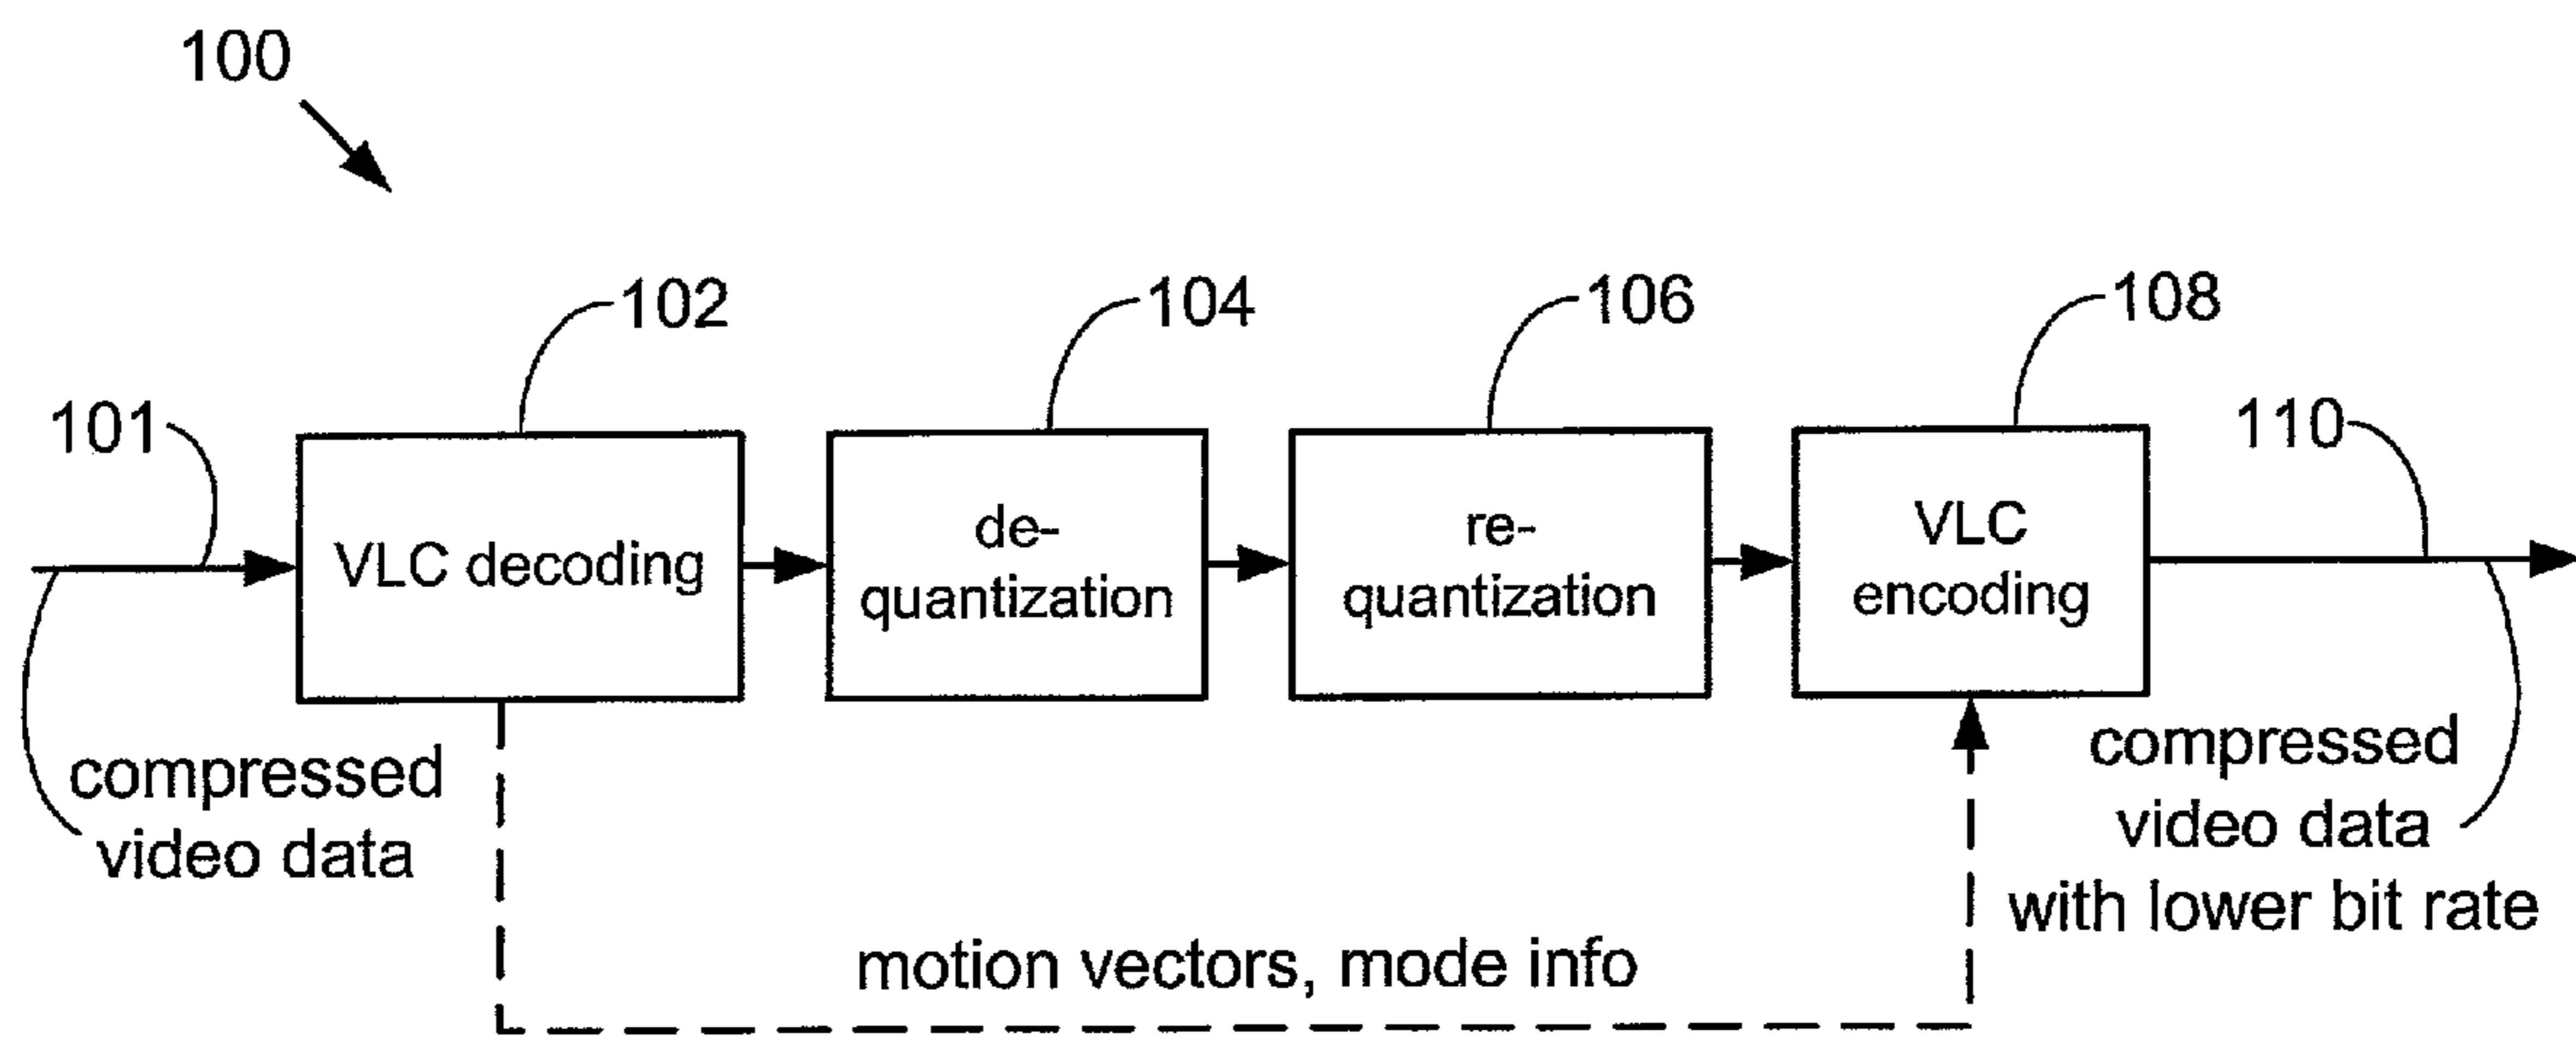 100
102
104
106
108
101
110
VLC decoding
de-
quantization
re-
quantization
VLC
encoding
compressed
video data
compressed
video data
with lower bit rate
motion vectors, mode info